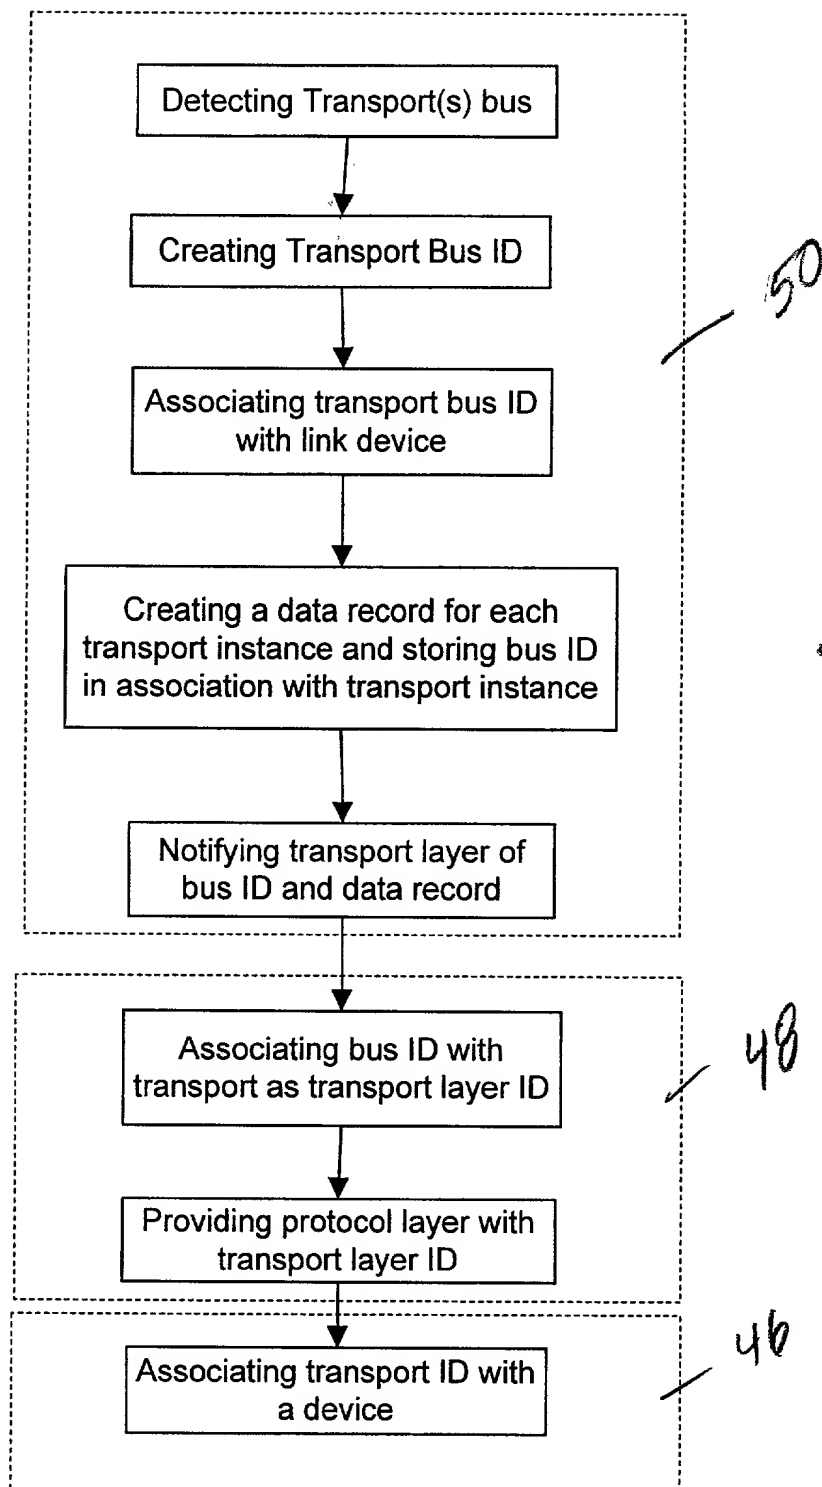 Detecting Transport(s) bus
Creating Transport Bus ID
50
Associating transport bus ID
with link device
Creating a data record for each
transport instance and storing bus ID
in association with transport instance
Notifying transport layer of
bus ID and data record
Associating bus ID with
transport as transport layer ID
48
Providing protocol layer with
transport layer ID
Associating transport ID with
a device
46